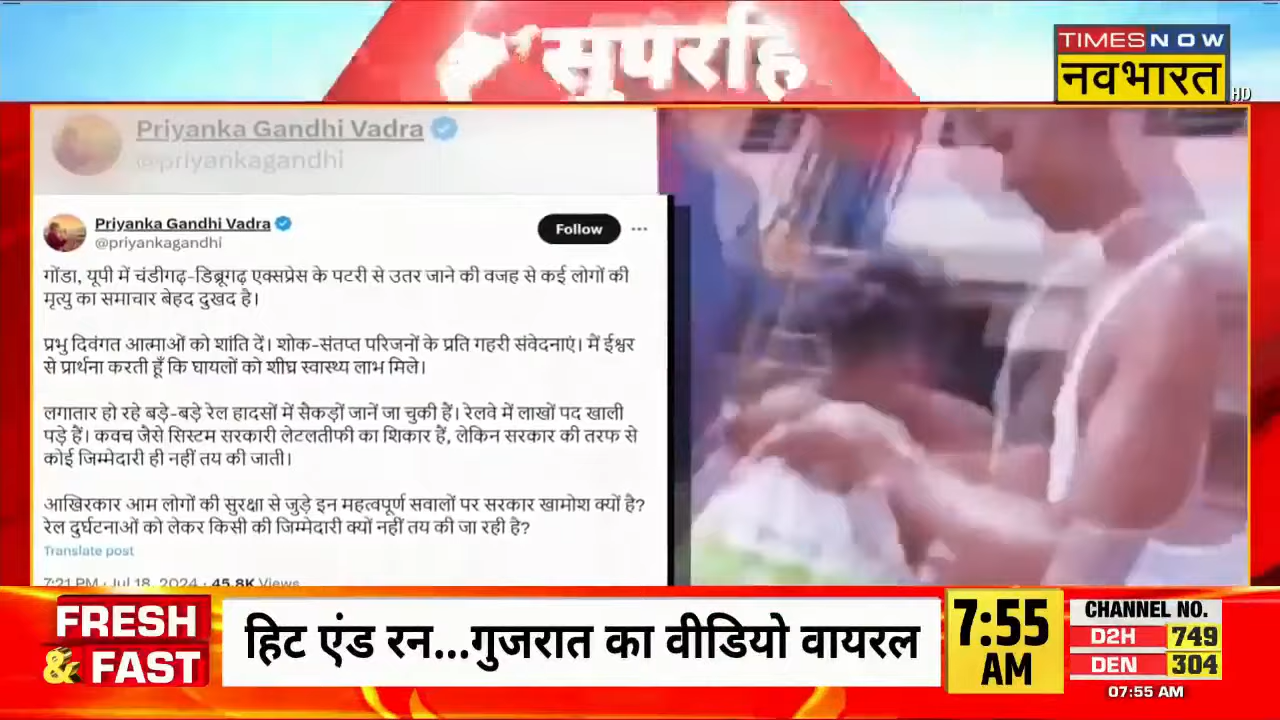 सुपरहि
TIMES NOW
नवभारत
HD
Priyanka Gandhi Vadra
@priyankagandhi
Priyanka Gandhi Vadra
@priyankagandhi
Follow
गोंडा, यूपी में चंडीगढ़-डिब्रूगढ़ एक्सप्रेस के पटरी से उतर जाने की वजह से कई लोगों की
मृत्यु का समाचार बेहद दुखद है।
प्रभु दिवंगत आत्माओं को शांति दें। शोक-संतप्त परिजनों के प्रति गहरी संवेदनाएं। मैं ईश्वर
से प्रार्थना करती हूँ कि घायलों को शीघ्र स्वास्थ्य लाभ मिले।
लगातार हो रहे बड़े-बड़े रेल हादसों में सैकड़ों जानें जा चुकी हैं। रेलवे में लाखों पद खाली
पड़े हैं। कवच जैसे सिस्टम सरकारी लेटलतीफी का शिकार हैं, लेकिन सरकार की तरफ से
कोई जिम्मेदारी ही नहीं तय की जाती।
आखिरकार आम लोगों की सुरक्षा से जुड़े इन महत्वपूर्ण सवालों पर सरकार खामोश क्यों है?
रेल दुर्घटनाओं को लेकर किसी की जिम्मेदारी क्यों नहीं तय की जा रही है?
Translate post
7:21 PM · Jul 18, 2024 · 45.8K Views
FRESH
& FAST
हिट एंड रन...गुजरात का वीडियो वायरल
7:55
AM
CHANNEL NO.
D2H 749
DEN 304
07:55 AM